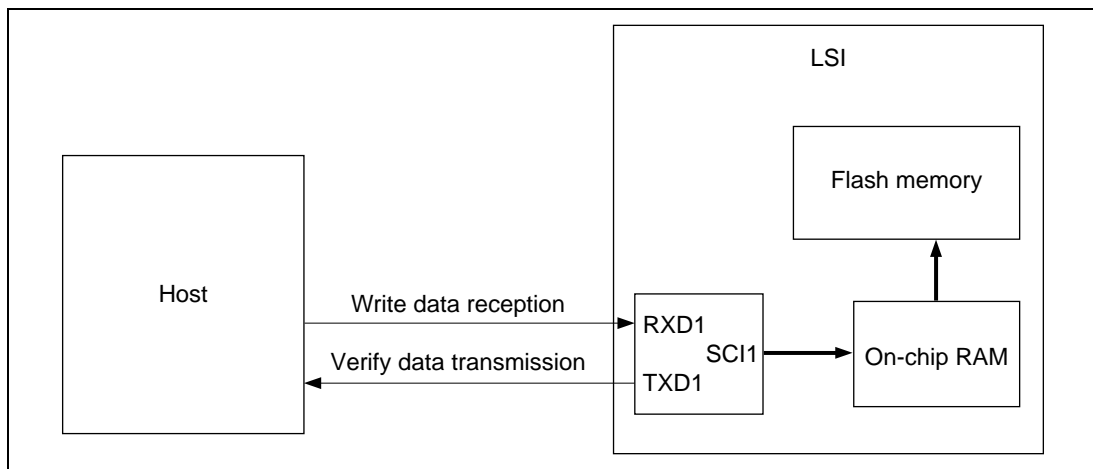 LSI
Flash memory
Host
Write data reception
RXD1
SCI1
On-chip RAM
Verify data transmission
TXD1